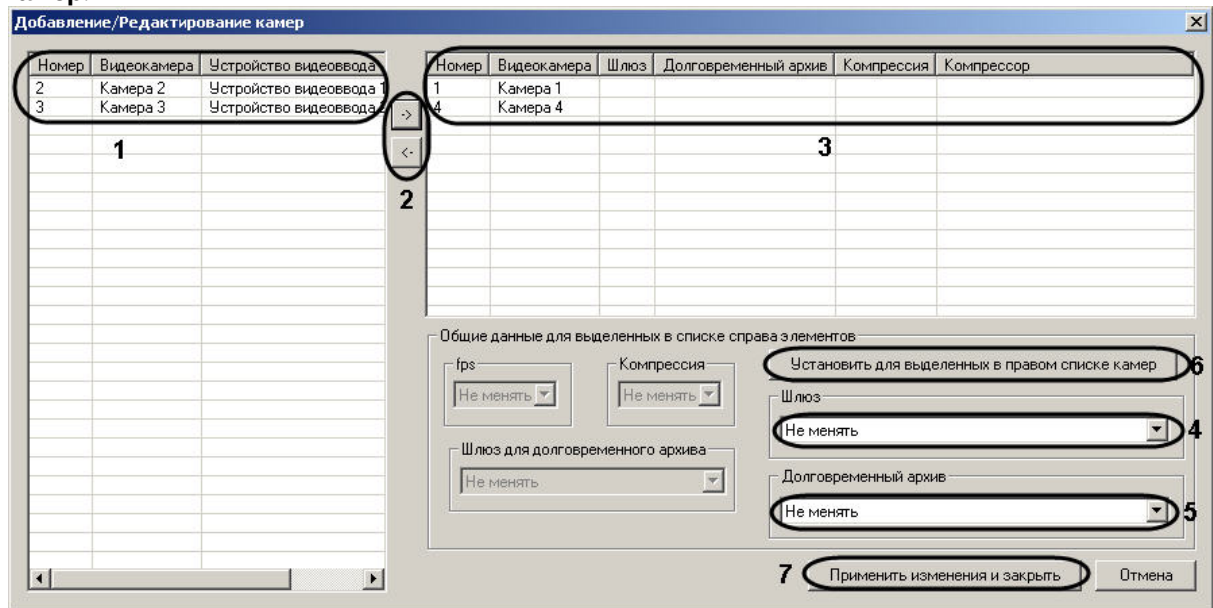 Добавление/Редактирование камер
Номер Видеокамера Устройство видеоввода
2 Камера 2 Устройство видеоввода 1
3 Камера 3 Устройство видеоввода
1
->
<-
2
Номер Видеокамера Шлюз Долговременный архив Компрессия Компрессор
1 Камера 1
4 Камера 4
3
Общие данные для выделенных в списке справа элементов
fps
Не менять
Компрессия
Не менять
Установить для выделенных в правом списке камер 6
Шлюз
Не менять 4
Шлюз для долговременного архива
Не менять
Долговременный архив
Не менять 5
7 Применить изменения и закрыть Отмена